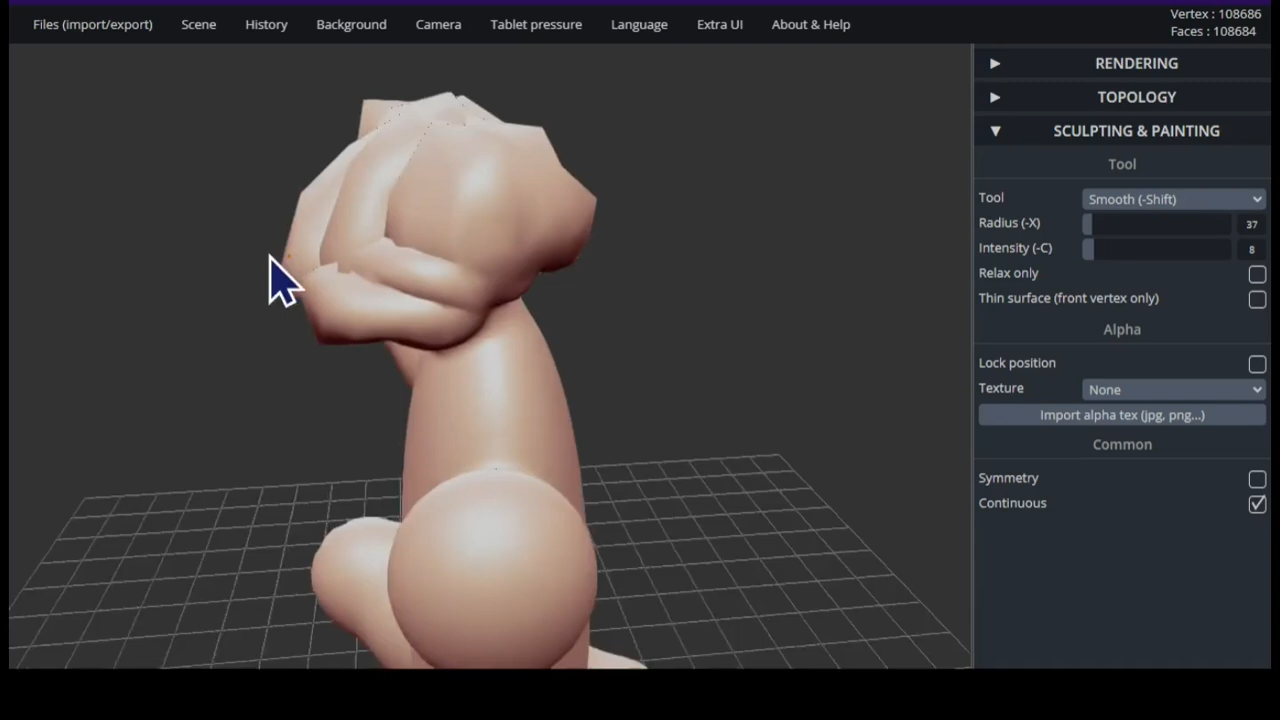 Files (import/export) Scene History Background Camera Tablet pressure Language Extra UI About & Help
Vertex : 108686
Faces : 108684
RENDERING
TOPOLOGY
SCULPTING & PAINTING
Tool
Tool Smooth (-Shift)
Radius (-X) 37
Intensity (-C) 8
Relax only
Thin surface (front vertex only)
Alpha
Lock position
Texture None
Import alpha tex (jpg, png...)
Common
Symmetry
Continuous